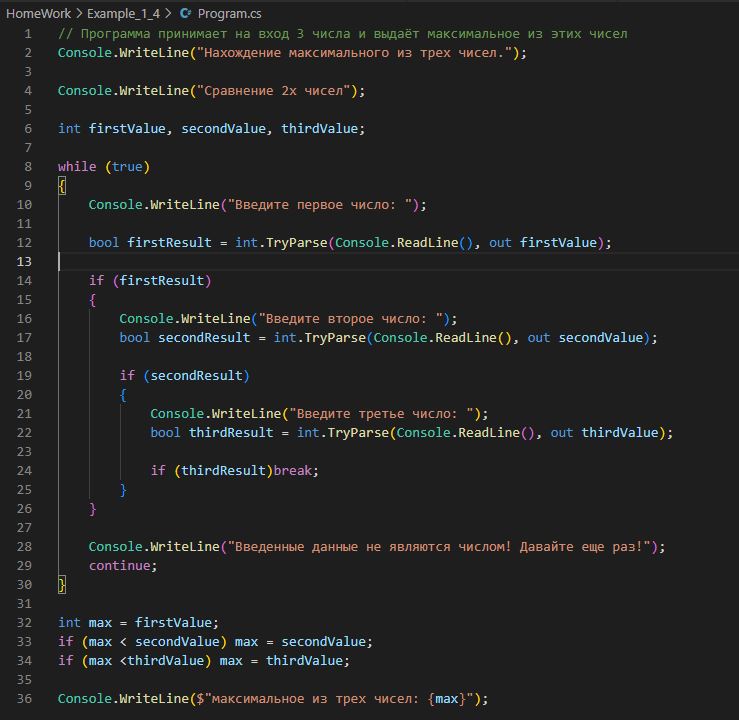 HomeWork > Example_1_4 > C# Program.cs
1 // Программа принимает на вход 3 числа и выдаёт максимальное из этих чисел
2 Console.WriteLine("Нахождение максимального из трех чисел.");
3
4 Console.WriteLine("Сравнение 2х чисел");
5
6 int firstValue, secondValue, thirdValue;
7
8 while (true)
9 {
10     Console.WriteLine("Введите первое число: ");
11
12     bool firstResult = int.TryParse(Console.ReadLine(), out firstValue);
13
14     if (firstResult)
15     {
16         Console.WriteLine("Введите второе число: ");
17         bool secondResult = int.TryParse(Console.ReadLine(), out secondValue);
18
19         if (secondResult)
20         {
21             Console.WriteLine("Введите третье число: ");
22             bool thirdResult = int.TryParse(Console.ReadLine(), out thirdValue);
23
24             if (thirdResult)break;
25         }
26     }
27
28     Console.WriteLine("Введенные данные не являются числом! Давайте еще раз!");
29     continue;
30 }
31
32 int max = firstValue;
33 if (max < secondValue) max = secondValue;
34 if (max <thirdValue) max = thirdValue;
35
36 Console.WriteLine($"максимальное из трех чисел: {max}");